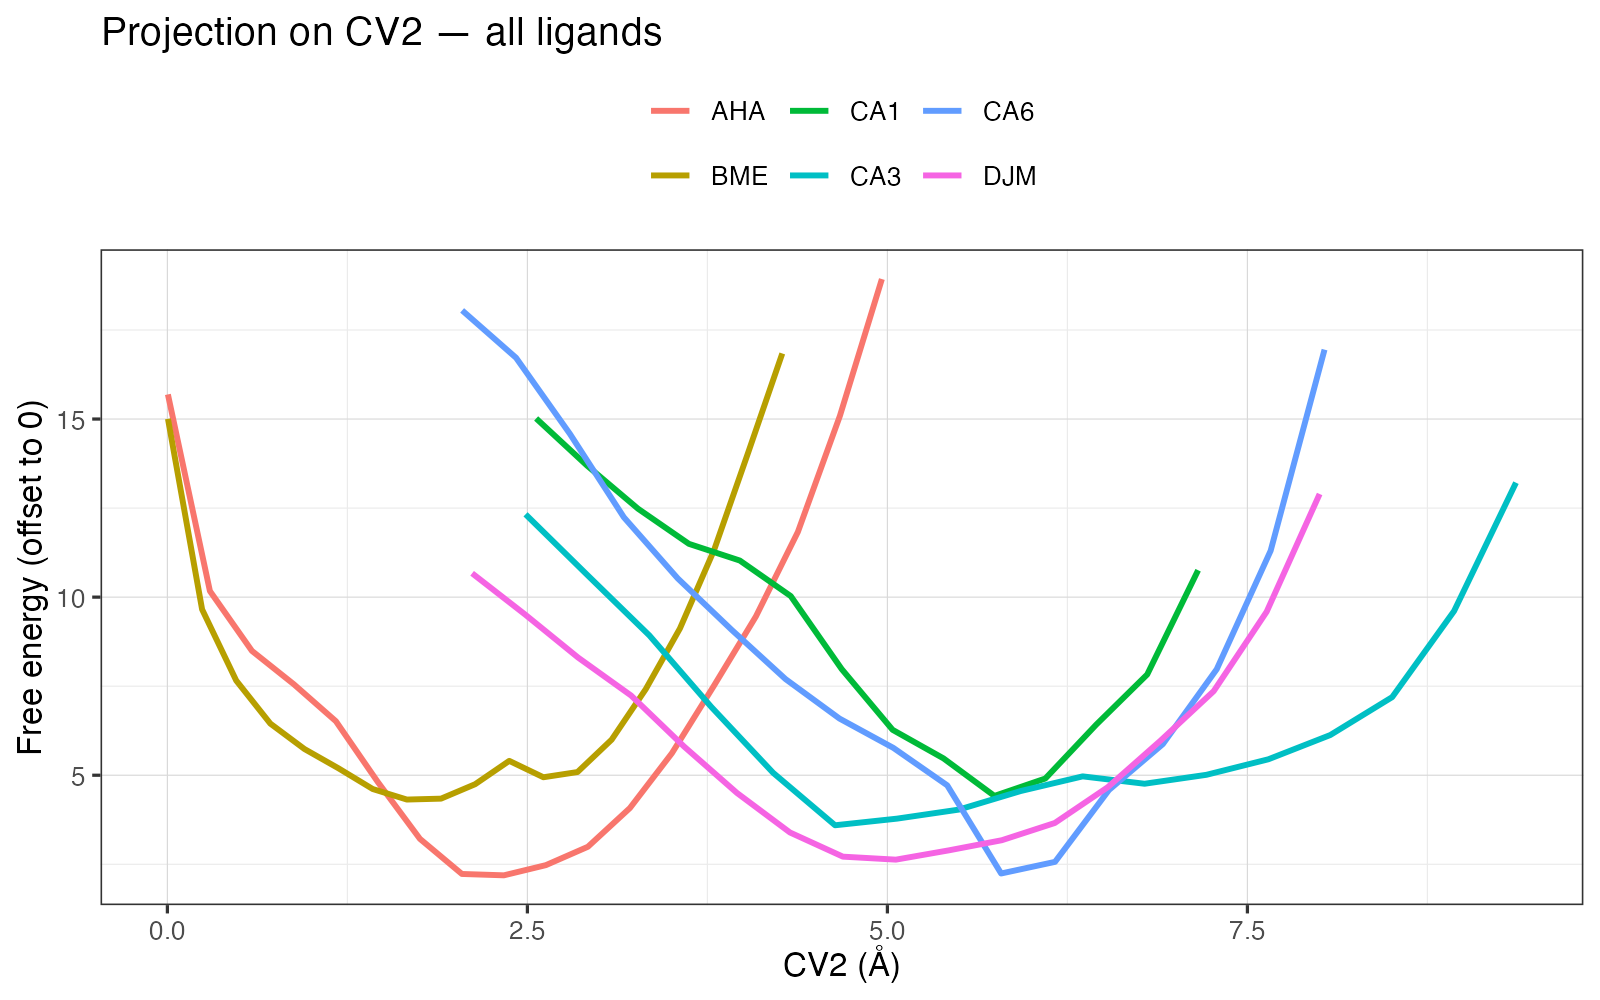 Projection on CV2 — all ligands
AHA CA1 CA6
BME CA3 DJM
Free energy (offset to 0)
15
10
5
0.0 2.5 5.0 7.5
CV2 (Å)